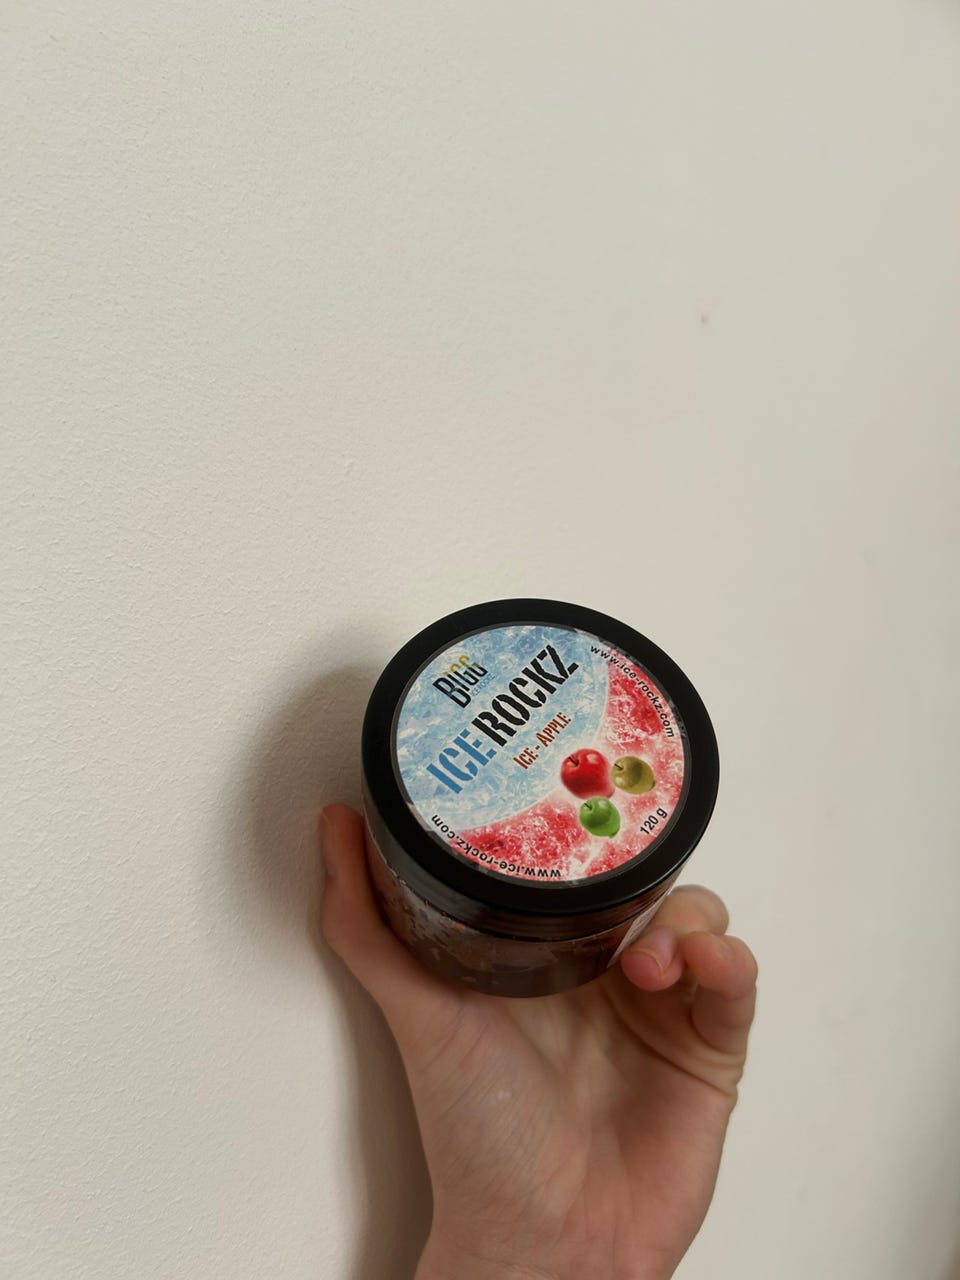 BIGG
ICE ROCKZ
ICE - APPLE
www.ice-rockz.com
120 g
www.ice-rockz.com